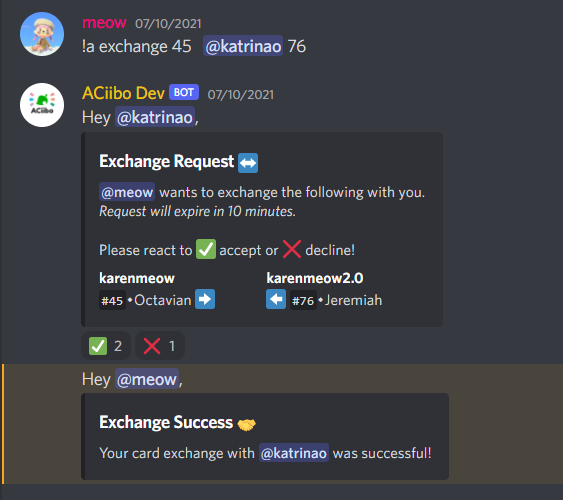 meow 07/10/2021
!a exchange 45 @katrinao 76
ACiibo
ACiibo Dev BOT 07/10/2021
Hey @katrinao,
Exchange Request ↔️
@meow wants to exchange the following with you.
Request will expire in 10 minutes.
Please react to ✅ accept or ❌ decline!
karenmeow karenmeow2.0
#45 • Octavian ➡️ ⬅️ #76 • Jeremiah
✅ 2 ❌ 1
Hey @meow,
Exchange Success 🤝
Your card exchange with @katrinao was successful!